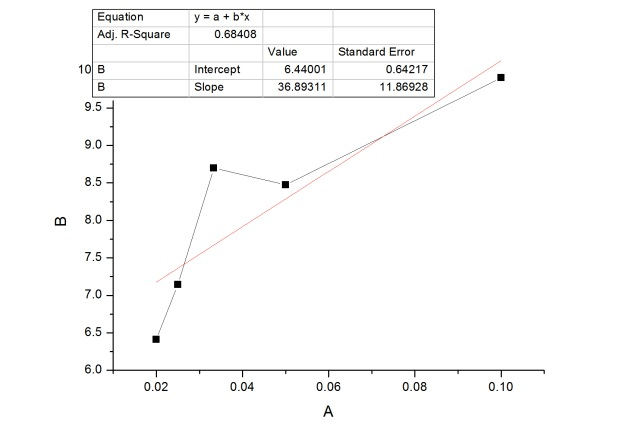 Equation y = a + b*x
Adj. R-Square 0.68408
Value Standard Error
B Intercept 6.44001 0.64217
B Slope 36.89311 11.86928
10
9.5
9.0
8.5
8.0
7.5
7.0
6.5
6.0
B
0.02 0.04 0.06 0.08 0.10
A